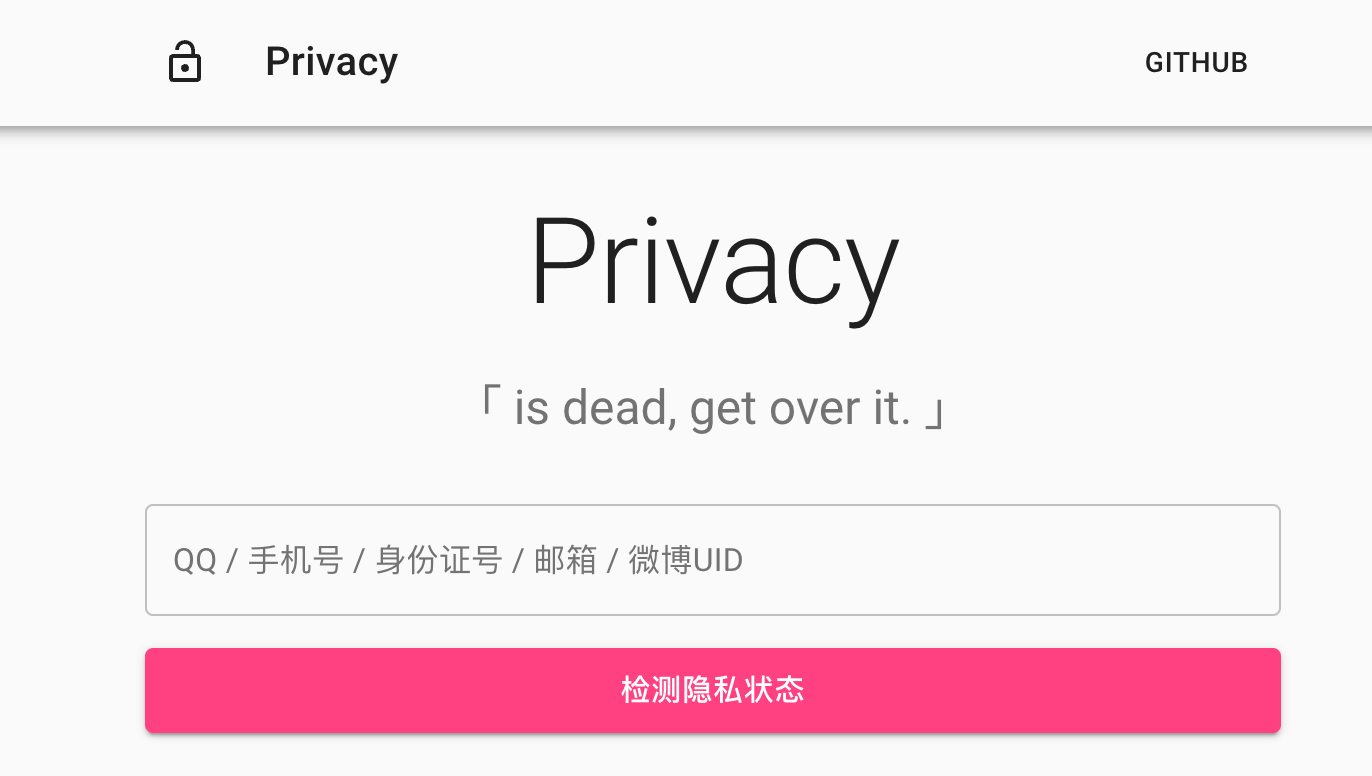 Privacy GITHUB
Privacy
「 is dead, get over it. 」
QQ / 手机号 / 身份证号 / 邮箱 / 微博UID
检测隐私状态